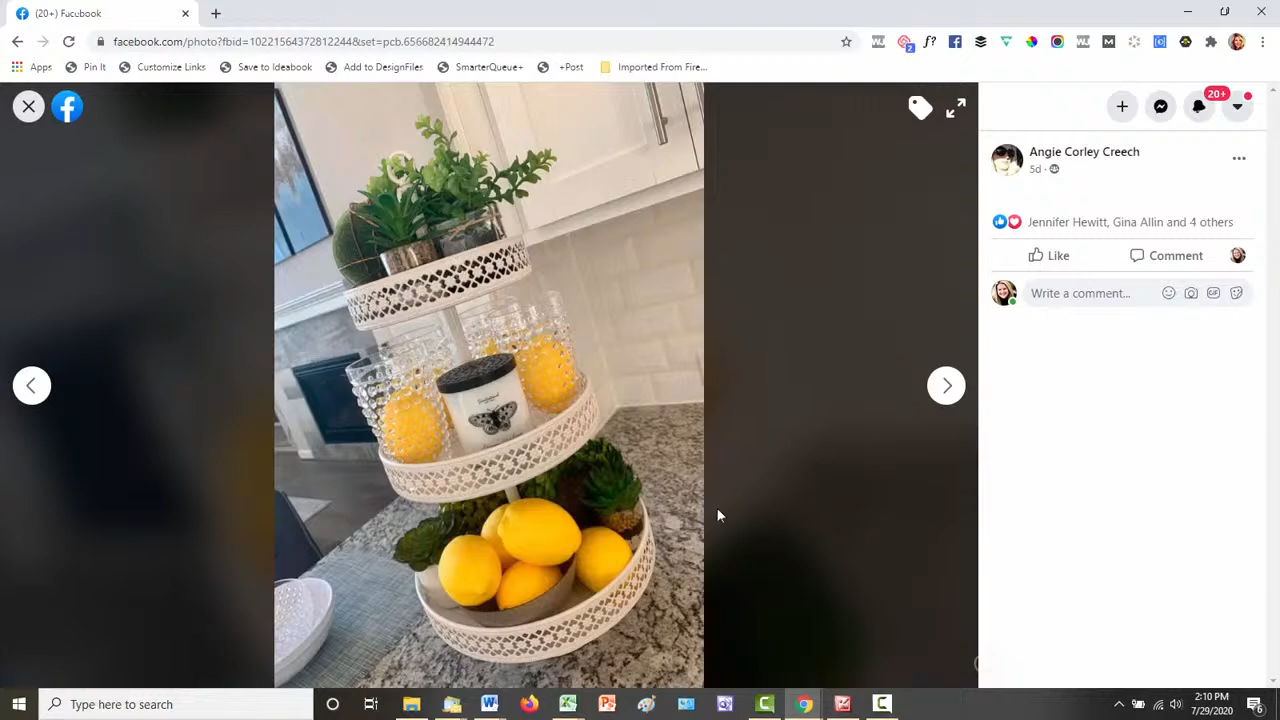 (20+) Facebook
facebook.com/photo?fbid=10221564372812244&set=pcb.656682414944472
Apps
Pin It
Customize Links
Save to Ideabook
Add to DesignFiles
SmarterQueue+
+Post
Imported From Fire...
20+
Angie Corley Creech
5d
Jennifer Hewitt, Gina Allin and 4 others
Like
Comment
Write a comment...
GIF
Type here to search
2:10 PM
7/29/2020